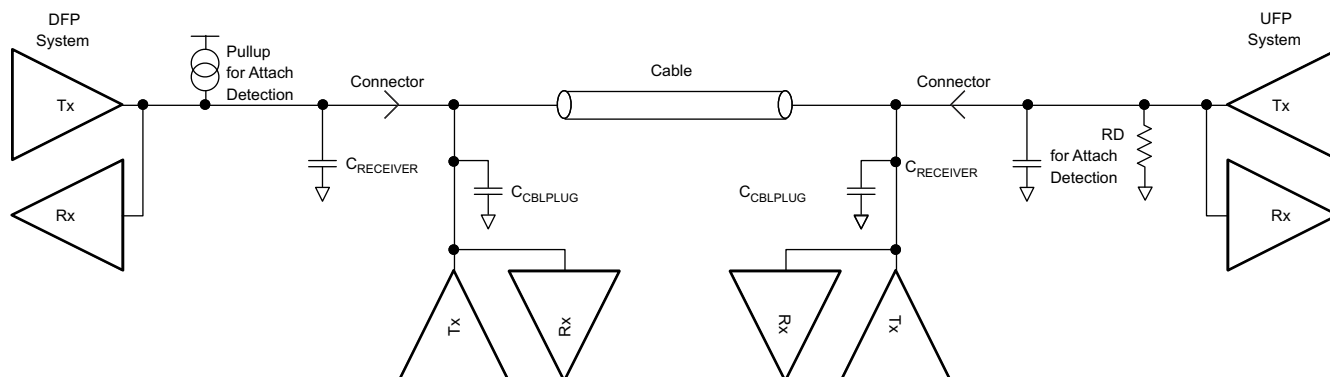 DFP
System
Tx
Rx
Pullup
for Attach
Detection
CRECEIVER
Connector
CCBLPLUG
Tx
Rx
Cable
CCBLPLUG
Rx
Tx
Connector
CRECEIVER
RD
for Attach
Detection
UFP
System
Tx
Rx